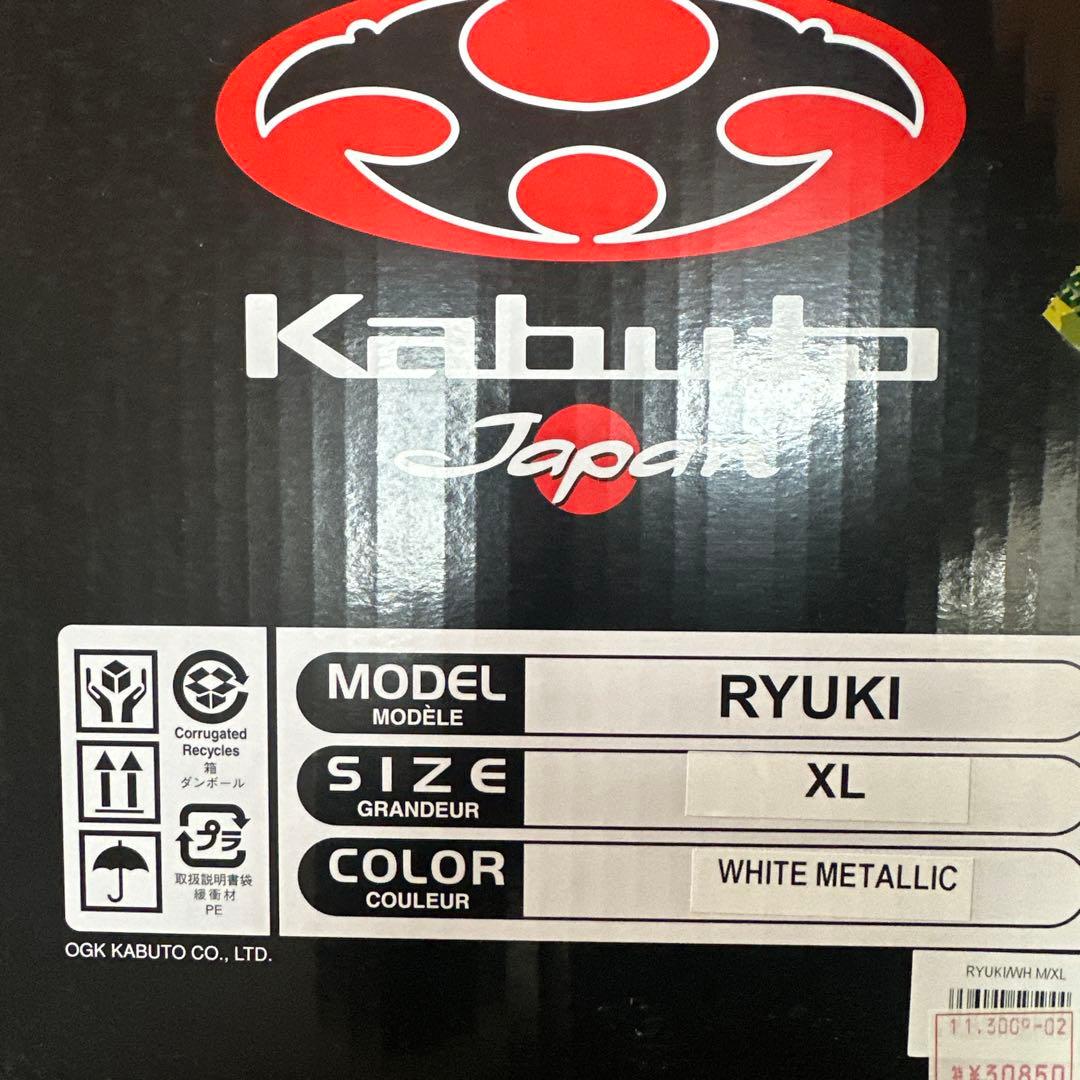 Kabuto
Japan
MODEL
MODÈLE
RYUKI
SIZE
GRANDEUR
XL
COLOR
COULEUR
WHITE METALLIC
Corrugated
Recycles
箱
ダンボール
プラ
取扱説明書袋
緩衝材
PE
OGK KABUTO CO., LTD.
RYUKI/WH M/XL
¥30850